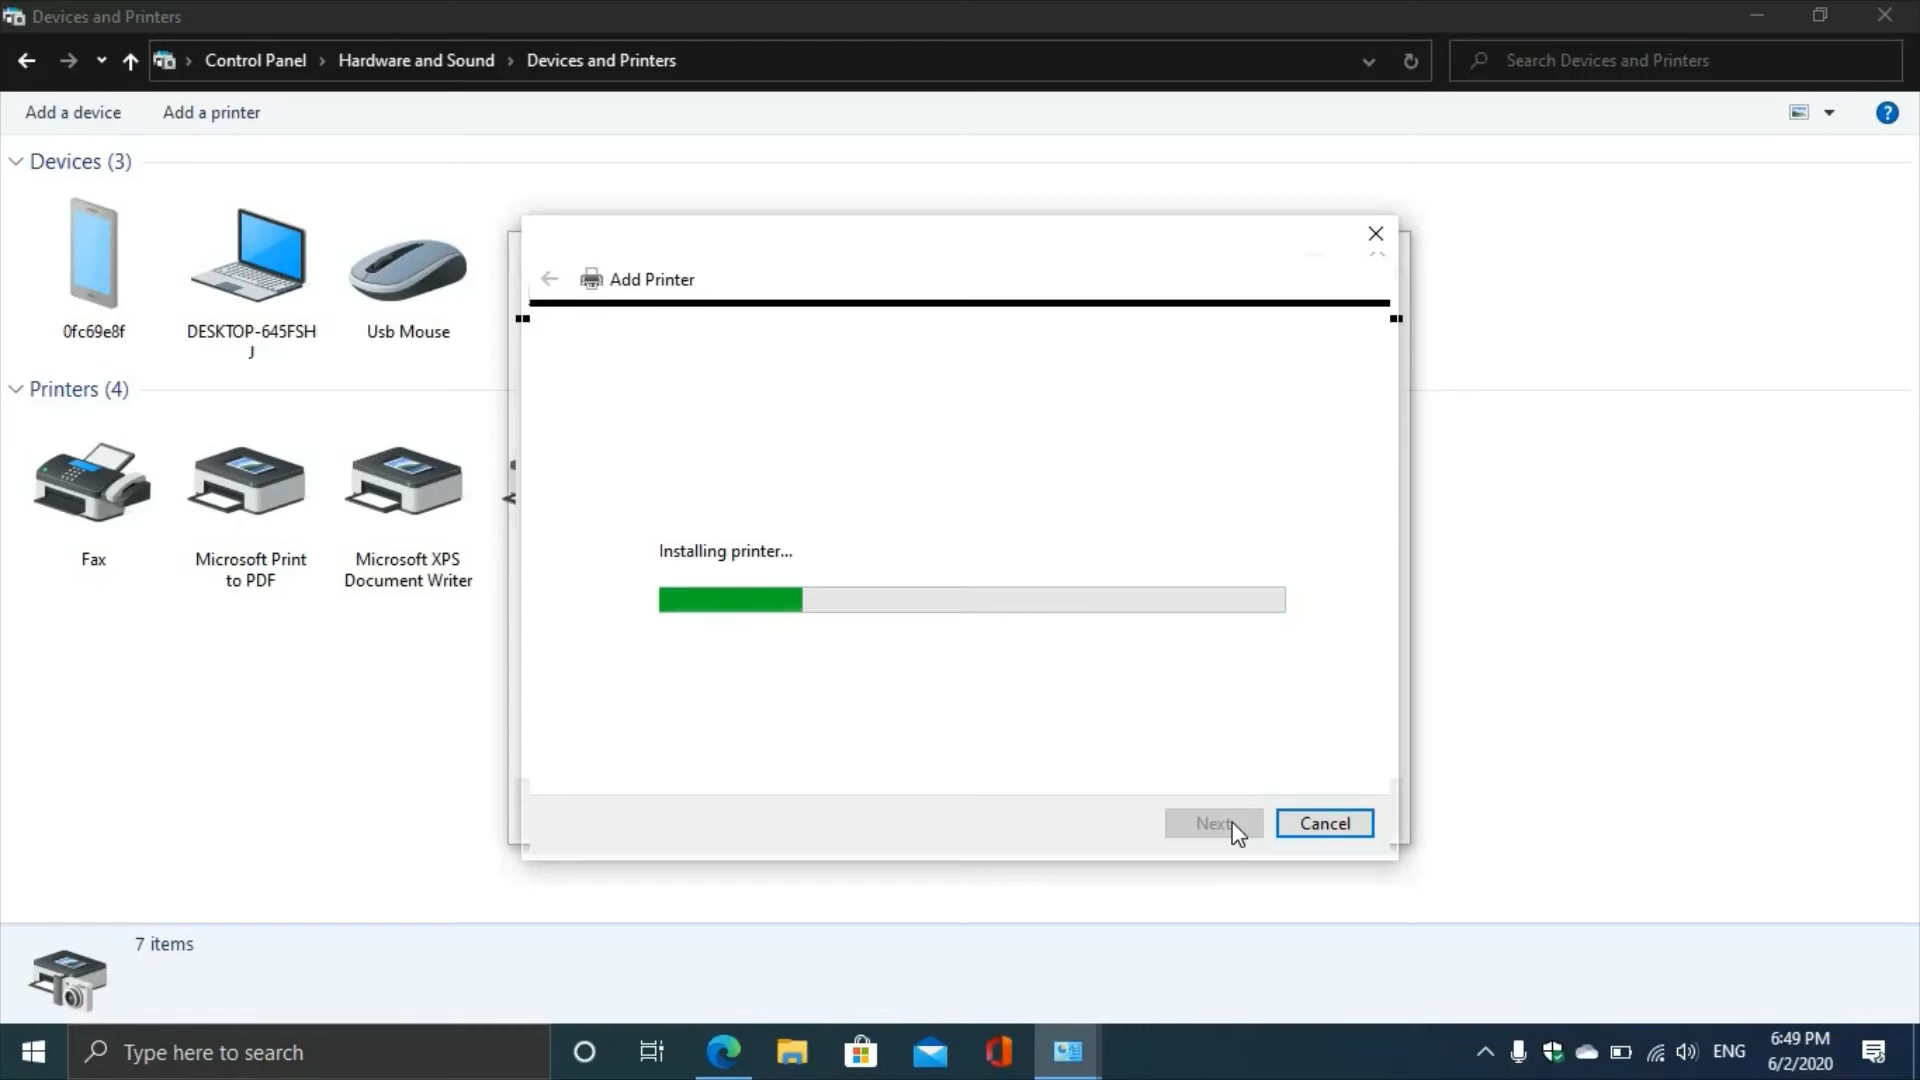 Devices and Printers
Control Panel > Hardware and Sound > Devices and Printers
Search Devices and Printers
Add a device Add a printer
?
Devices (3)
0fc69e8f
DESKTOP-645FSH
J
Usb Mouse
Printers (4)
Fax
Microsoft Print
to PDF
Microsoft XPS
Document Writer
Add Printer
Installing printer...
Next Cancel
7 items
Type here to search
ENG
6:49 PM
6/2/2020